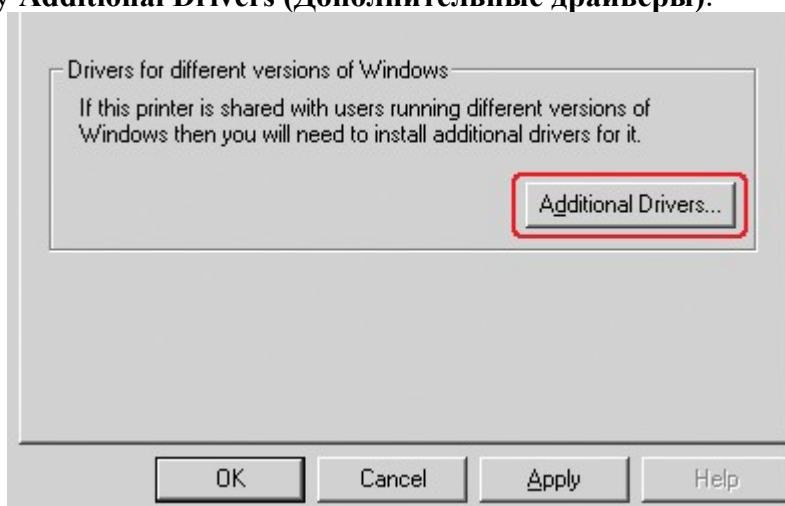 у Additional Drivers (Дополнительные драйверы).
Drivers for different versions of Windows
If this printer is shared with users running different versions of
Windows then you will need to install additional drivers for it.
Additional Drivers...
OK Cancel Apply Help